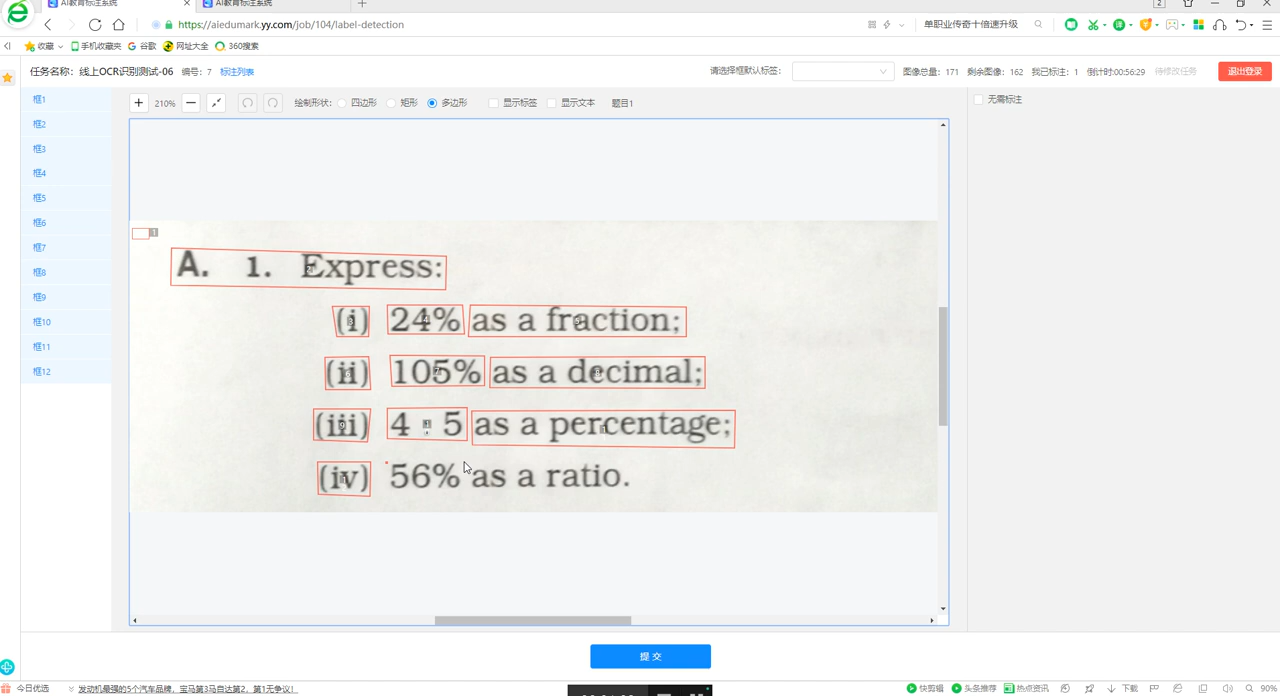 AI教育标注系统 AI教育标注系统 2
https://aiedumark.yy.com/job/104/label-detection 单职业传奇十倍速升级
收藏 手机收藏夹 谷歌 网址大全 360搜索
任务名称: 线上OCR识别测试-06 编号: 7 标注列表 请选择框默认标签: 图像总量: 171 剩余图像: 162 我已标注: 1 倒计时:00:56:29 待修改任务 退出登录
210% 绘制形状: 四边形 矩形 多边形 显示标签 显示文本 题目1 无需标注
框1
框2
框3
框4
框5
框6
框7
框8
框9
框10
框11
框12
1
A. 1. Express:
(i) 24% as a fraction;
(ii) 105% as a decimal;
(iii) 4 : 5 as a percentage;
(iv) 56% as a ratio.
提交
今日优选 发动机最强的5个汽车品牌，宝马第3马自达第2，第1无争议！ 快剪辑 头条推荐 热点资讯 下载 90%